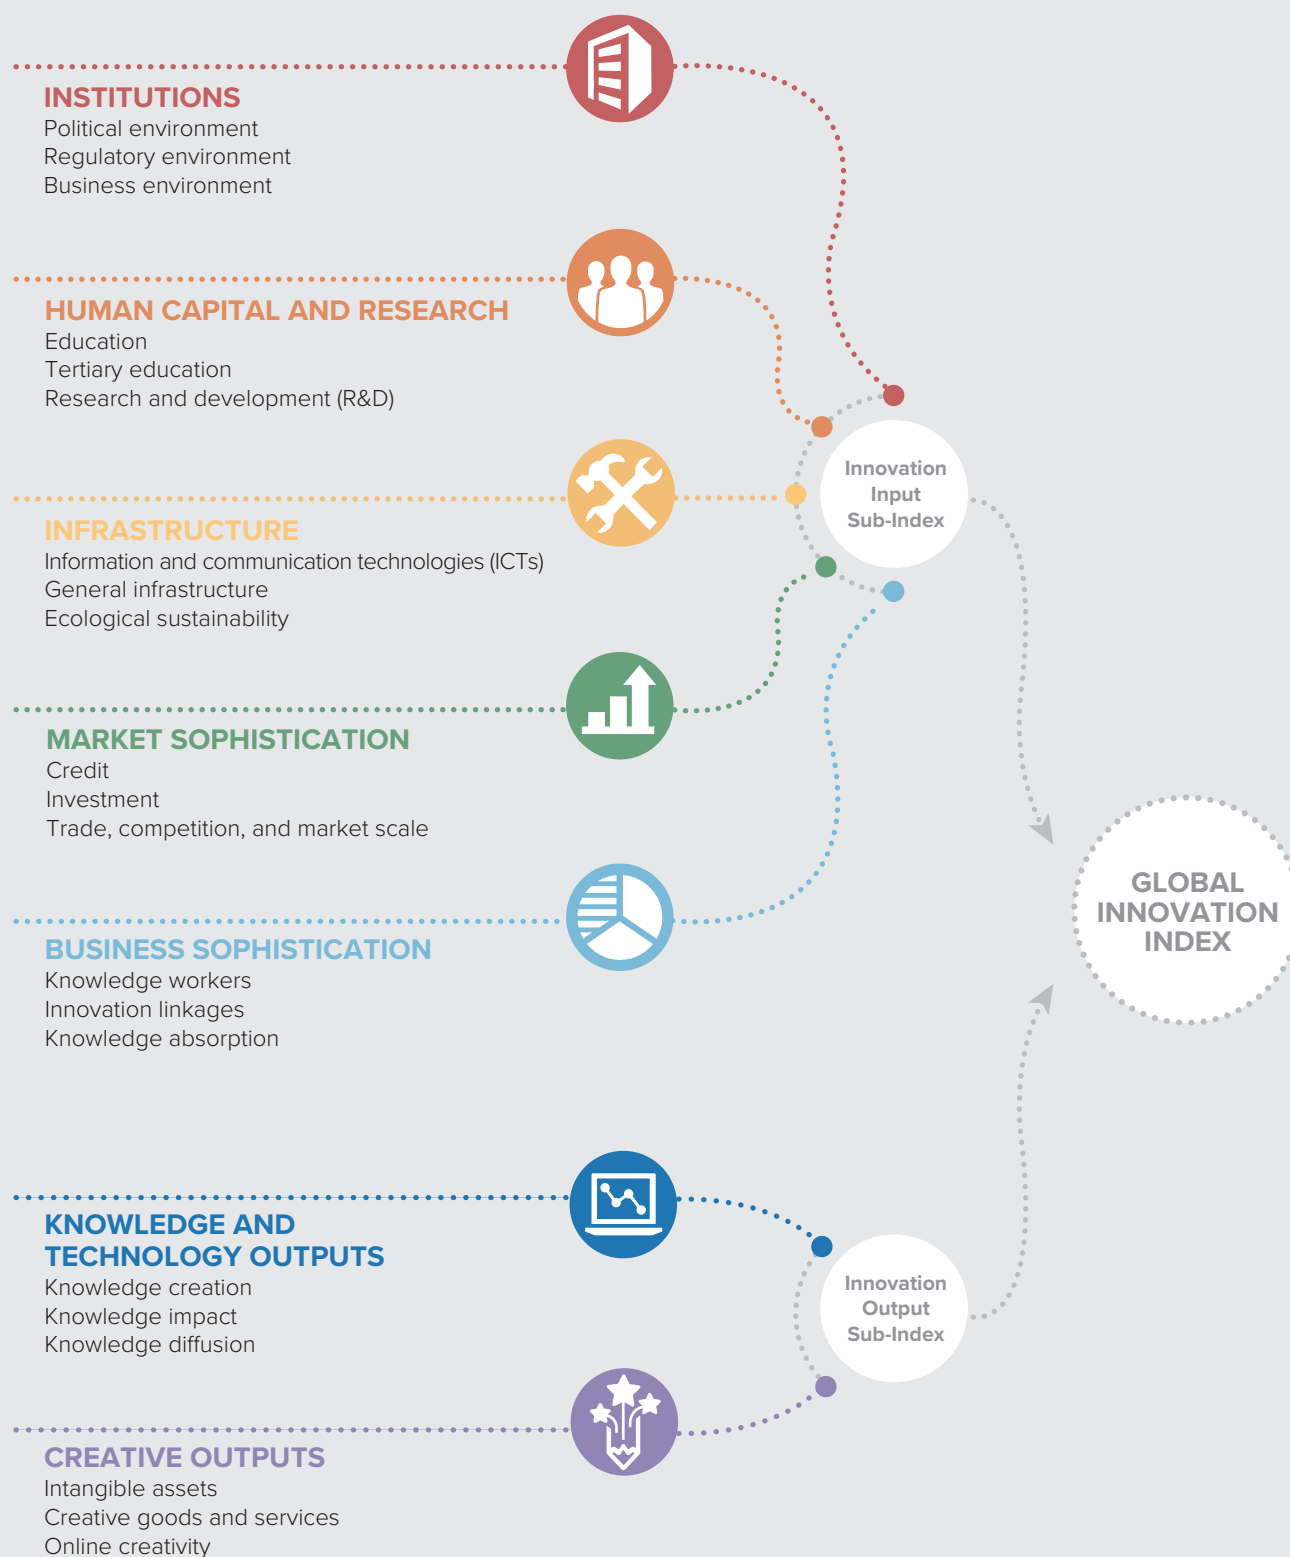 INSTITUTIONS
Political environment
Regulatory environment
Business environment
HUMAN CAPITAL AND RESEARCH
Education
Tertiary education
Research and development (R&D)
INFRASTRUCTURE
Information and communication technologies (ICTs)
General infrastructure
Ecological sustainability
MARKET SOPHISTICATION
Credit
Investment
Trade, competition, and market scale
BUSINESS SOPHISTICATION
Knowledge workers
Innovation linkages
Knowledge absorption
KNOWLEDGE AND
TECHNOLOGY OUTPUTS
Knowledge creation
Knowledge impact
Knowledge diffusion
CREATIVE OUTPUTS
Intangible assets
Creative goods and services
Online creativity
Innovation
Input
Sub-Index
Innovation
Output
Sub-Index
GLOBAL
INNOVATION
INDEX